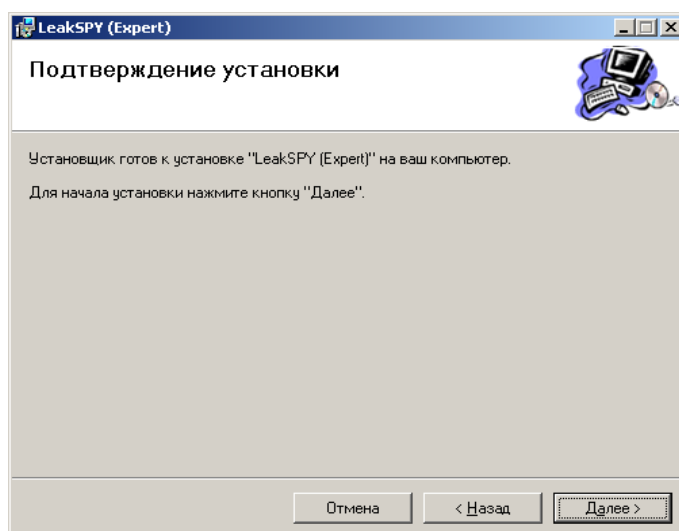 LeakSPY (Expert)
Подтверждение установки
Установщик готов к установке "LeakSPY (Expert)" на ваш компьютер.
Для начала установки нажмите кнопку "Далее".
Отмена
< Назад
Далее >